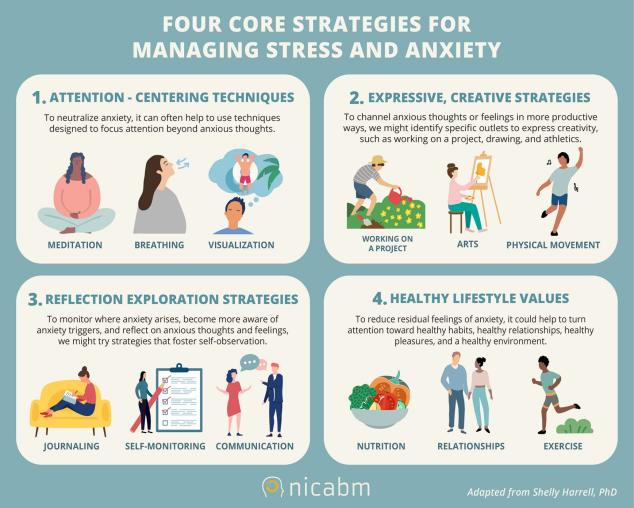 FOUR CORE STRATEGIES FOR
MANAGING STRESS AND ANXIETY
1. ATTENTION - CENTERING TECHNIQUES
To neutralize anxiety, it can often help to use techniques
designed to focus attention beyond anxious thoughts.
MEDITATION
BREATHING
VISUALIZATION
2. EXPRESSIVE, CREATIVE STRATEGIES
To channel anxious thoughts or feelings in more productive
ways, we might identify specific outlets to express creativity,
such as working on a project, drawing, and athletics.
WORKING ON
A PROJECT
ARTS
PHYSICAL MOVEMENT
3. REFLECTION EXPLORATION STRATEGIES
To monitor where anxiety arises, become more aware of
anxiety triggers, and reflect on anxious thoughts and feelings,
we might try strategies that foster self-observation.
JOURNALING
SELF-MONITORING
COMMUNICATION
4. HEALTHY LIFESTYLE VALUES
To reduce residual feelings of anxiety, it could help to turn
attention toward healthy habits, healthy relationships, healthy
pleasures, and a healthy environment.
NUTRITION
RELATIONSHIPS
EXERCISE
nicabm
Adapted from Shelly Harrell, PhD